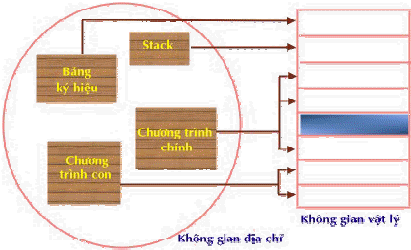 Stack
Bảng
ký hiệu
Chương trình
chính
Chương
trình con
Không gian vật lý
Không gian địa chỉ